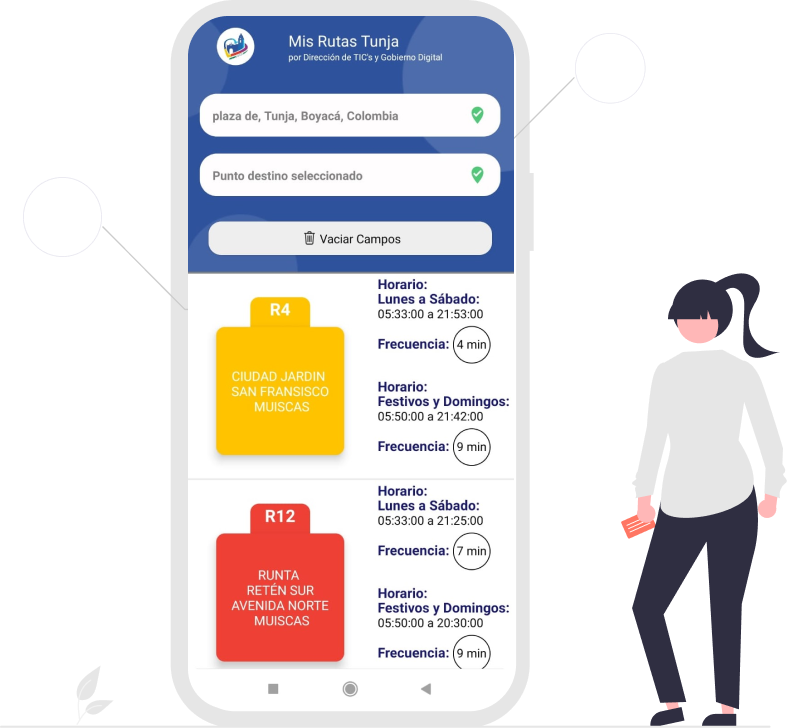 Mis Rutas Tunja
por Dirección de TIC's y Gobierno Digital
plaza de, Tunja, Boyacá, Colombia
Punto destino seleccionado
Vaciar Campos
R4
CIUDAD JARDIN
SAN FRANSISCO
MUISCAS
Horario:
Lunes a Sábado:
05:33:00 a 21:53:00
Frecuencia: 4 min
Horario:
Festivos y Domingos:
05:50:00 a 21:42:00
Frecuencia: 9 min
R12
RUNTA
RETÉN SUR
AVENIDA NORTE
MUISCAS
Horario:
Lunes a Sábado:
05:33:00 a 21:25:00
Frecuencia: 7 min
Horario:
Festivos y Domingos:
05:50:00 a 20:30:00
Frecuencia: 9 min